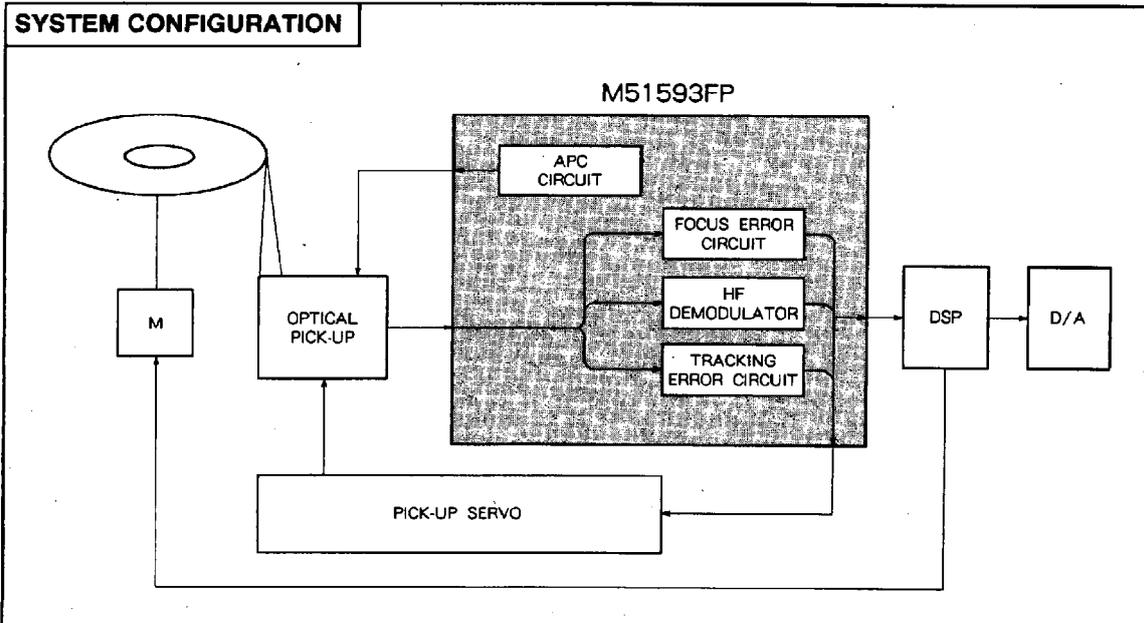 SYSTEM CONFIGURATION
M51593FP
APC
CIRCUIT
FOCUS ERROR
CIRCUIT
HF
DEMODULATOR
TRACKING
ERROR CIRCUIT
M
OPTICAL
PICK-UP
DSP
D/A
PICK-UP SERVO